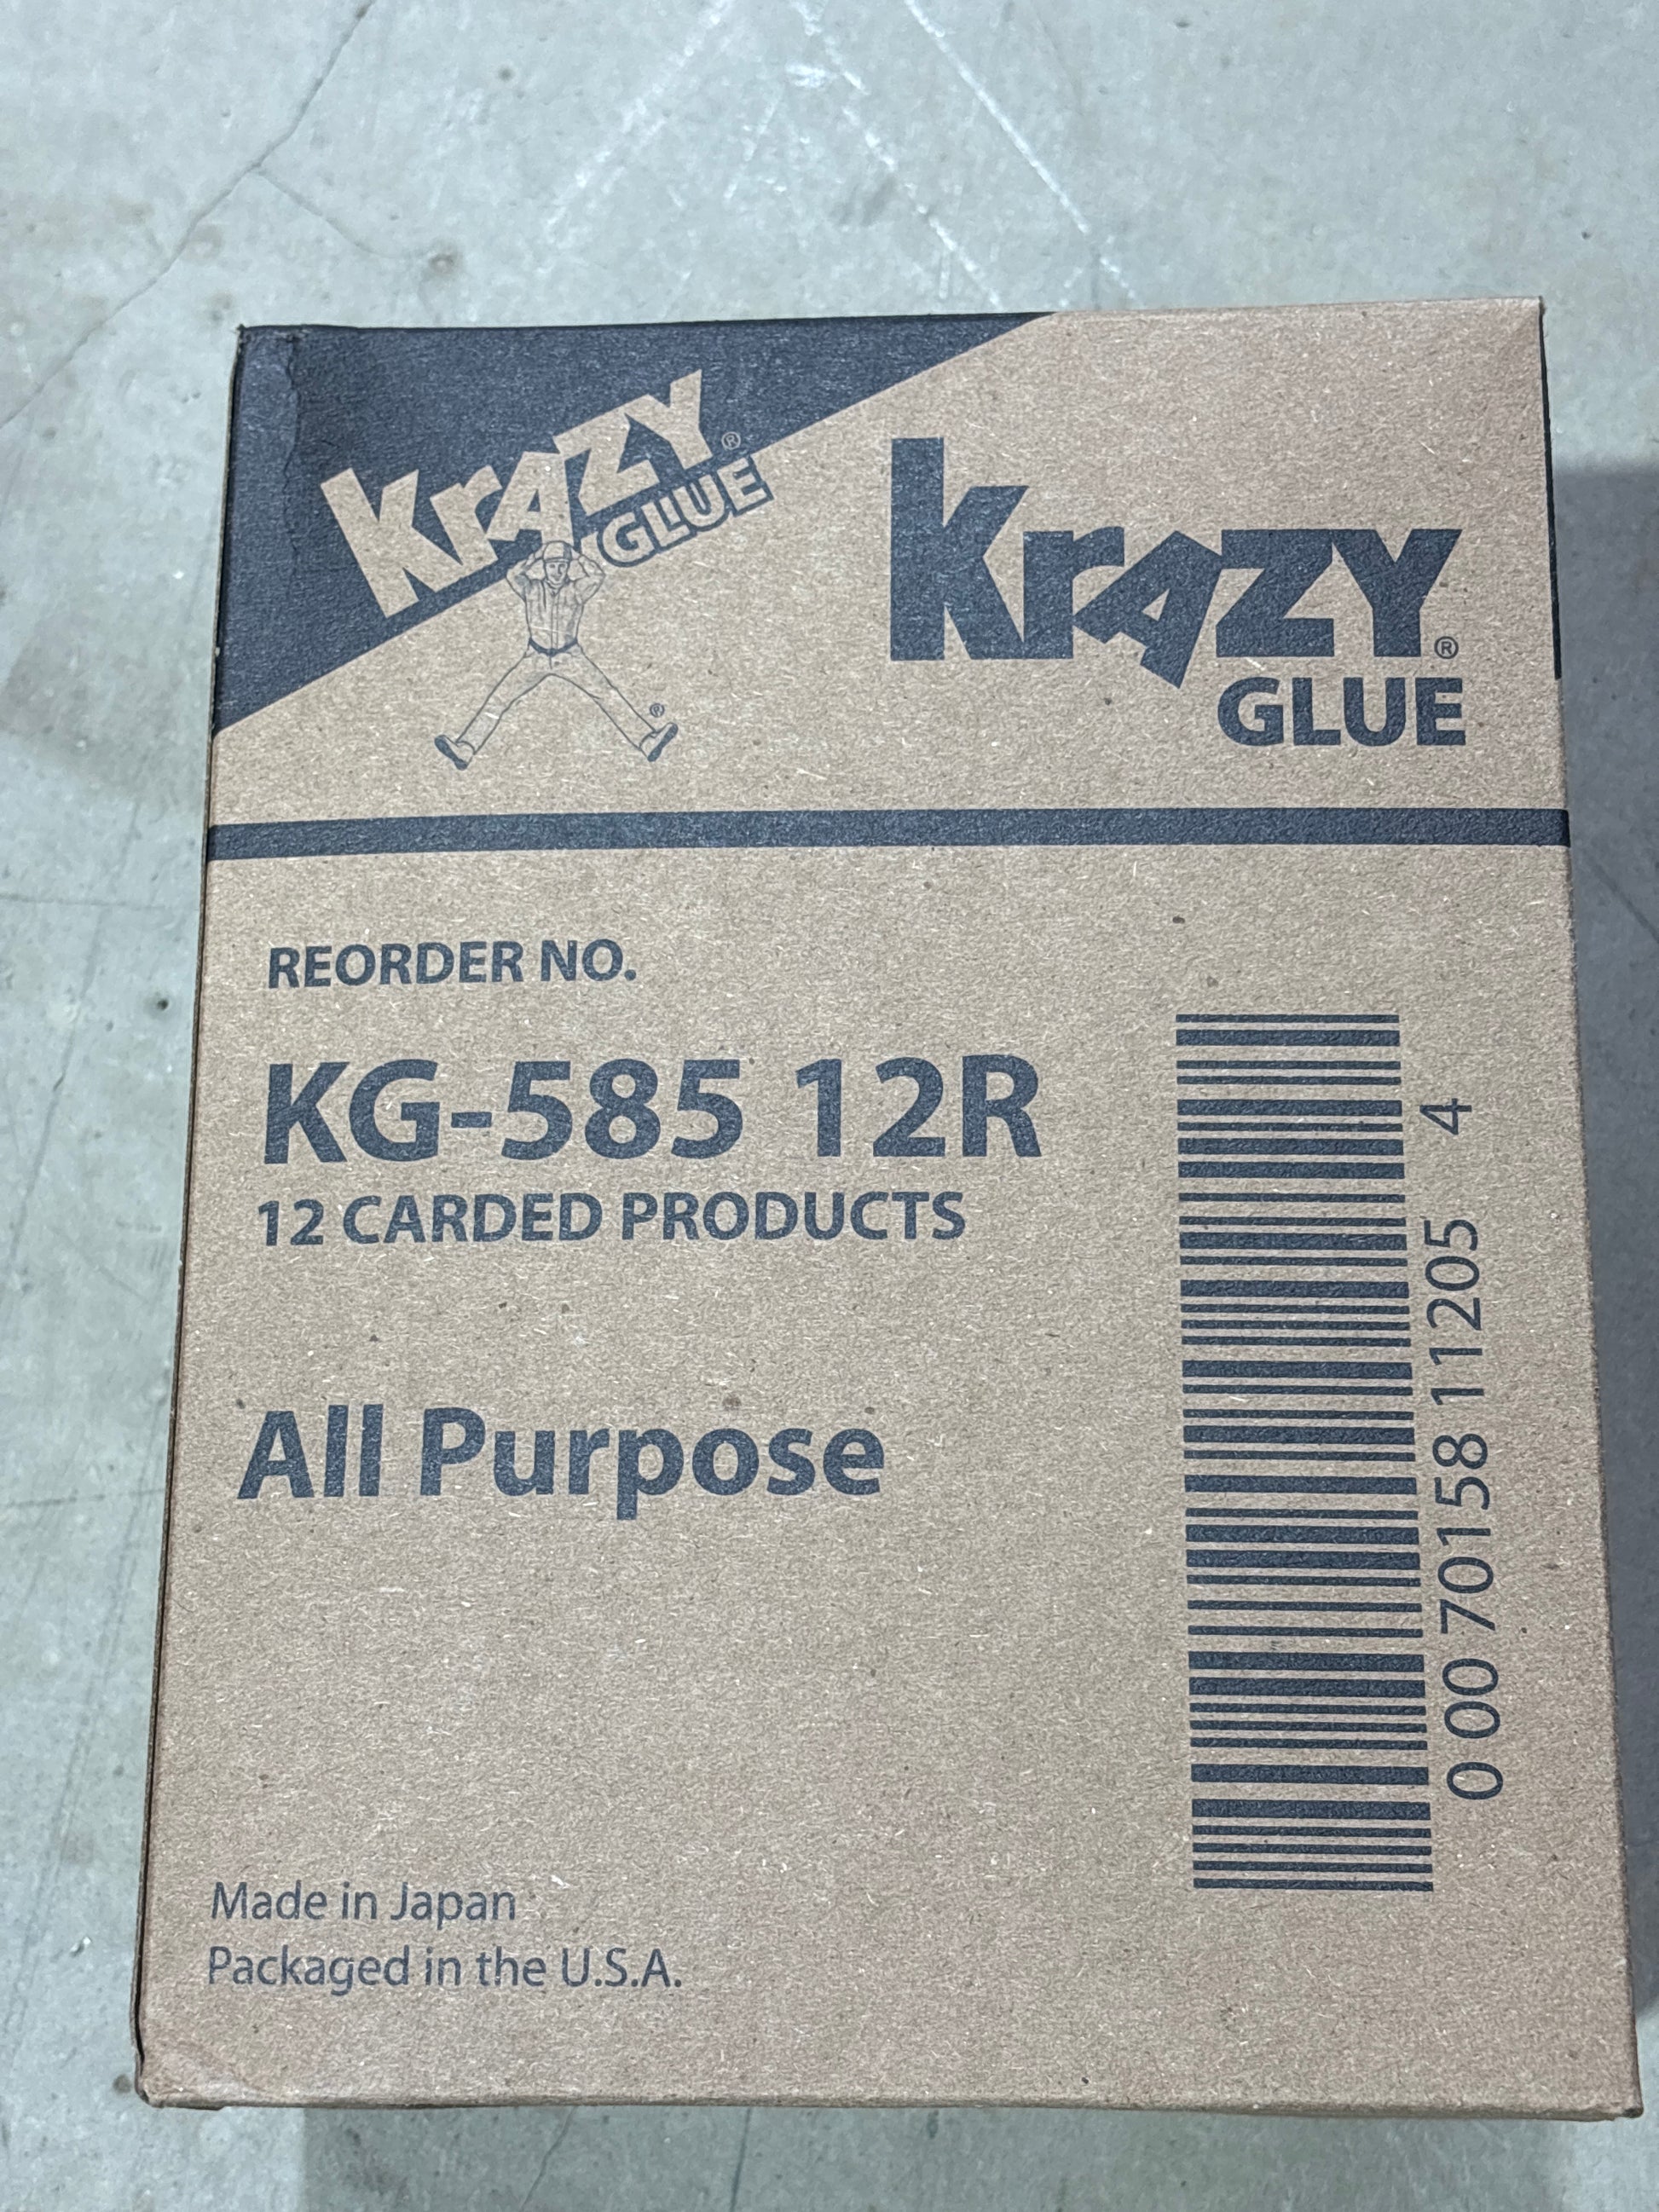 KrAZY®
GLUE
®
KrAZY®
GLUE
REORDER NO.
KG-585 12R
12 CARDED PRODUCTS
All Purpose
0 00 70158 11205 4
Made in Japan
Packaged in the U.S.A.